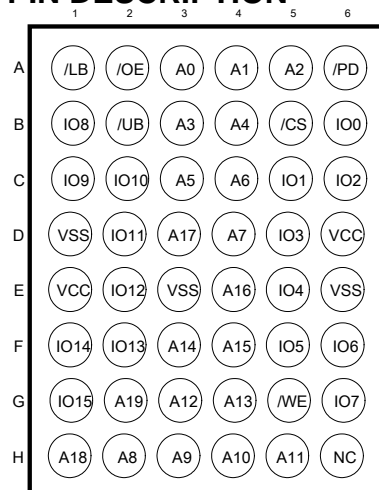 PIN DESCRIPTION
1 2 3 4 5 6
A /LB /OE A0 A1 A2 /PD
B IO8 /UB A3 A4 /CS IO0
C IO9 IO10 A5 A6 IO1 IO2
D VSS IO11 A17 A7 IO3 VCC
E VCC IO12 VSS A16 IO4 VSS
F IO14 IO13 A14 A15 IO5 IO6
G IO15 A19 A12 A13 /WE IO7
H A18 A8 A9 A10 A11 NC